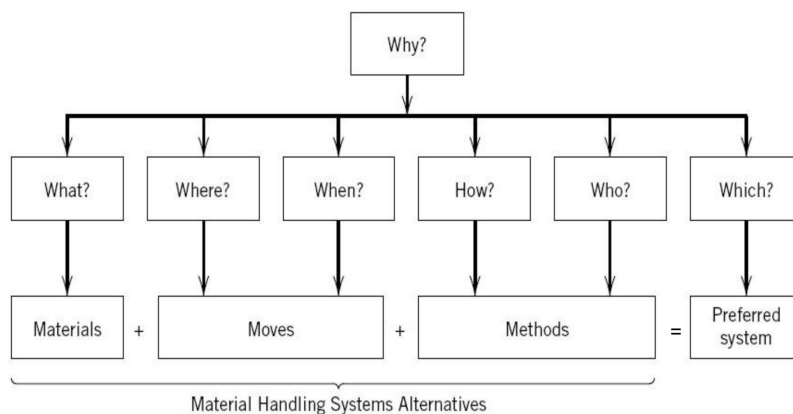 Why?
What?
Where?
When?
How?
Who?
Which?
Materials
+
Moves
+
Methods
=
Preferred
system
Material Handling Systems Alternatives